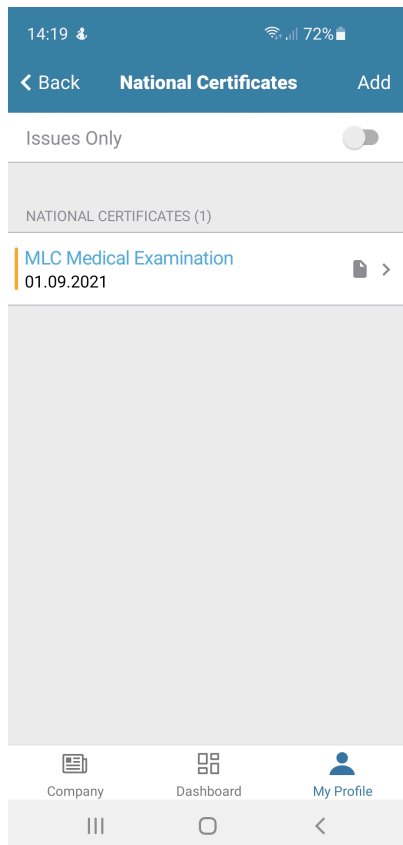 14:19 72%
Back National Certificates Add
Issues Only
NATIONAL CERTIFICATES (1)
MLC Medical Examination
01.09.2021
Company Dashboard My Profile